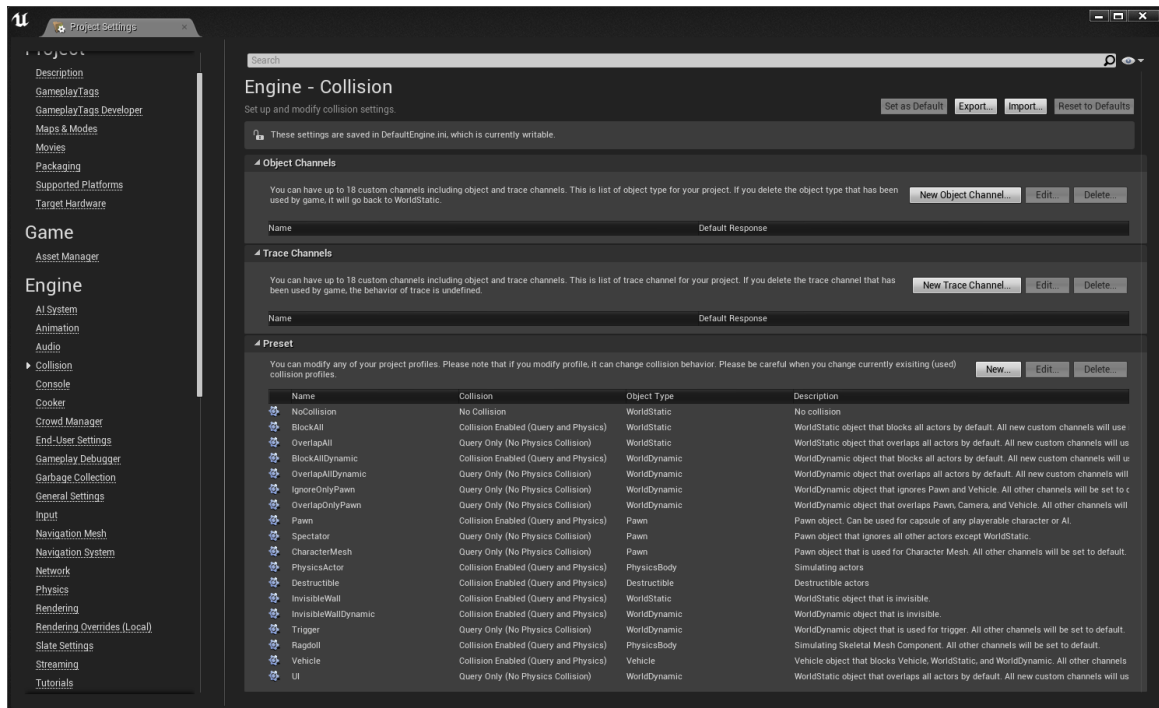 Project Settings
Project
Description
GameplayTags
GameplayTags Developer
Maps & Modes
Movies
Packaging
Supported Platforms
Target Hardware
Game
Asset Manager
Engine
AI System
Animation
Audio
Collision
Console
Cooker
Crowd Manager
End-User Settings
Gameplay Debugger
Garbage Collection
General Settings
Input
Navigation Mesh
Navigation System
Network
Physics
Rendering
Rendering Overrides (Local)
Slate Settings
Streaming
Tutorials
Search
Engine - Collision
Set up and modify collision settings.
Set as Default Export... Import... Reset to Defaults
These settings are saved in DefaultEngine.ini, which is currently writable.
Object Channels
You can have up to 18 custom channels including object and trace channels. This is list of object type for your project. If you delete the object type that has been
used by game, it will go back to WorldStatic.
New Object Channel... Edit... Delete...
Name Default Response
Trace Channels
You can have up to 18 custom channels including object and trace channels. This is list of trace channel for your project. If you delete the trace channel that has
been used by game, the behavior of trace is undefined.
New Trace Channel... Edit... Delete...
Name Default Response
Preset
You can modify any of your project profiles. Please note that if you modify profile, it can change collision behavior. Please be careful when you change currently exisiting (used)
collision profiles.
New... Edit... Delete...
Name Collision Object Type Description
NoCollision No Collision WorldStatic No collision
BlockAll Collision Enabled (Query and Physics) WorldStatic WorldStatic object that blocks all actors by default. All new custom channels will use
OverlapAll Query Only (No Physics Collision) WorldStatic WorldStatic object that overlaps all actors by default. All new custom channels will us
BlockAllDynamic Collision Enabled (Query and Physics) WorldDynamic WorldDynamic object that blocks all actors by default. All new custom channels will u
OverlapAllDynamic Query Only (No Physics Collision) WorldDynamic WorldDynamic object that overlaps all actors by default. All new custom channels will
IgnoreOnlyPawn Query Only (No Physics Collision) WorldDynamic WorldDynamic object that ignores Pawn and Vehicle. All other channels will be set to
OverlapOnlyPawn Query Only (No Physics Collision) WorldDynamic WorldDynamic object that overlaps Pawn, Camera, and Vehicle. All other channels will
Pawn Collision Enabled (Query and Physics) Pawn Pawn object. Can be used for capsule of any playerable character or AI.
Spectator Collision Enabled (Query and Physics) Pawn Pawn object that ignores all other actors except WorldStatic.
CharacterMesh Query Only (No Physics Collision) Pawn Pawn object that is used for Character Mesh. All other channels will be set to default.
PhysicsActor Collision Enabled (Query and Physics) PhysicsBody Simulating actors
Destructible Collision Enabled (Query and Physics) Destructible Destructible actors
InvisibleWall Collision Enabled (Query and Physics) WorldStatic WorldStatic object that is invisible.
InvisibleWallDynamic Collision Enabled (Query and Physics) WorldDynamic WorldDynamic object that is invisible.
Trigger Query Only (No Physics Collision) WorldDynamic WorldDynamic object that is used for trigger. All other channels will be set to default.
Ragdoll Collision Enabled (Query and Physics) PhysicsBody Simulating Skeletal Mesh Component. All other channels will be set to default.
Vehicle Collision Enabled (Query and Physics) Vehicle Vehicle object that blocks Vehicle, WorldStatic, and WorldDynamic. All other channels
UI Query Only (No Physics Collision) WorldDynamic WorldStatic object that overlaps all actors by default. All new custom channels will us